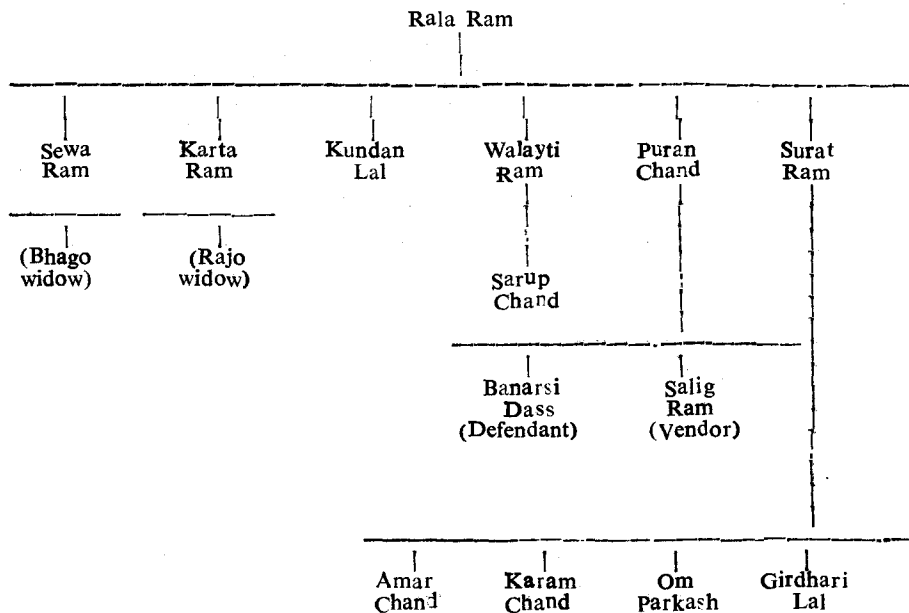 Rala Ram
Sewa Karta Kundan Walayti Puran Surat
Ram Ram Lal Ram Chand Ram
(Bhago (Rajo
widow) widow)
Sarup
Chand
Banarsi Salig
Dass Ram
(Defendant) (Vendor)
Amar Karam Om Girdhari
Chand Chand Parkash Lal